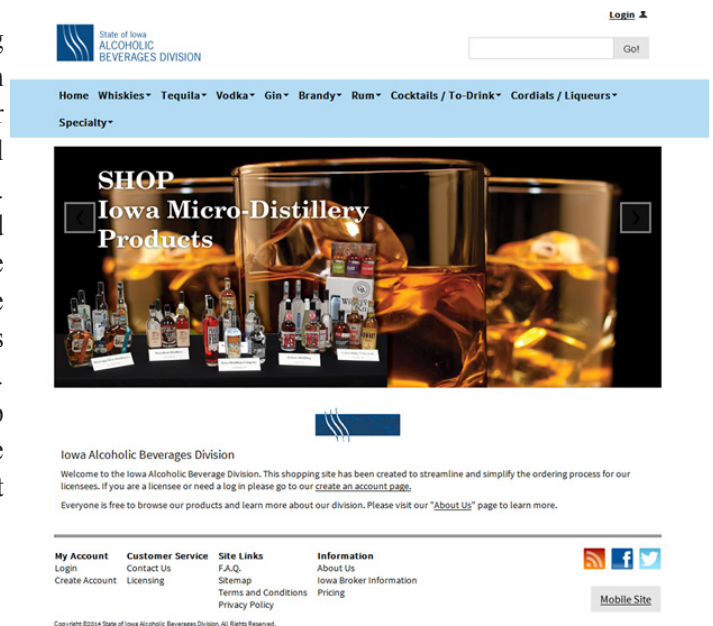 Login
State of Iowa
ALCOHOLIC
BEVERAGES DIVISION
Go!
Home Whiskies Tequila Vodka Gin Brandy Rum Cocktails / To-Drink Cordials / Liqueurs
Specialty
SHOP
Iowa Micro-Distillery
Products
Iowa Alcoholic Beverages Division
Welcome to the Iowa Alcoholic Beverage Division. This shopping site has been created to streamline and simplify the ordering process for our
licensees. If you are a licensee or need a log in please go to our create an account page.
Everyone is free to browse our products and learn more about our division. Please visit our "About Us" page to learn more.
My Account Customer Service Site Links Information
Login Contact Us F.A.Q. About Us
Create Account Licensing Sitemap Iowa Broker Information
Terms and Conditions Pricing
Privacy Policy
Mobile Site
Copyright ©2014 State of Iowa Alcoholic Beverages Division. All Rights Reserved.